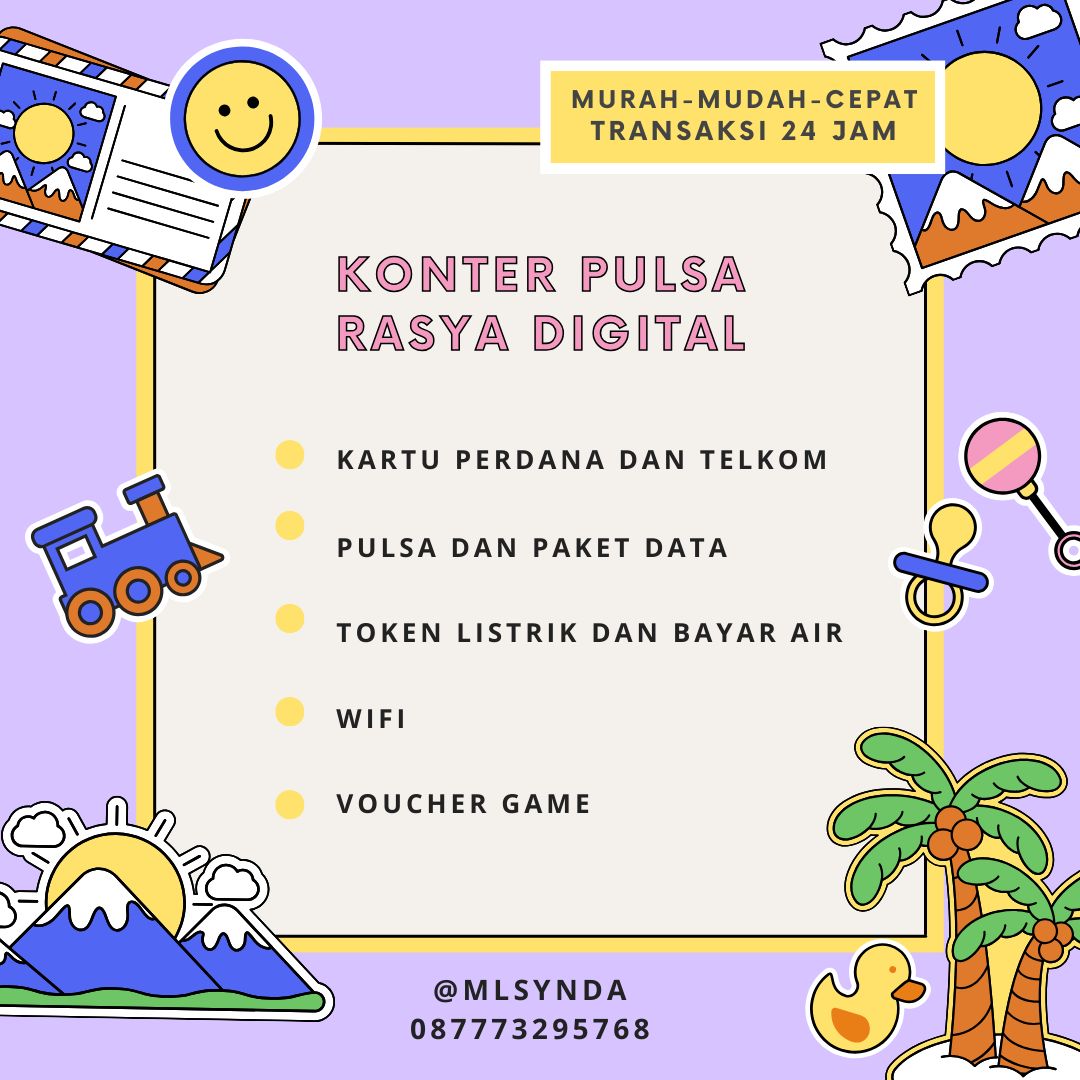 MURAH-MUDAH-CEPAT
TRANSAKSI 24 JAM
KONTER PULSA
RASYA DIGITAL
KARTU PERDANA DAN TELKOM
PULSA DAN PAKET DATA
TOKEN LISTRIK DAN BAYAR AIR
WIFI
VOUCHER GAME
@MLSYNDA
087773295768